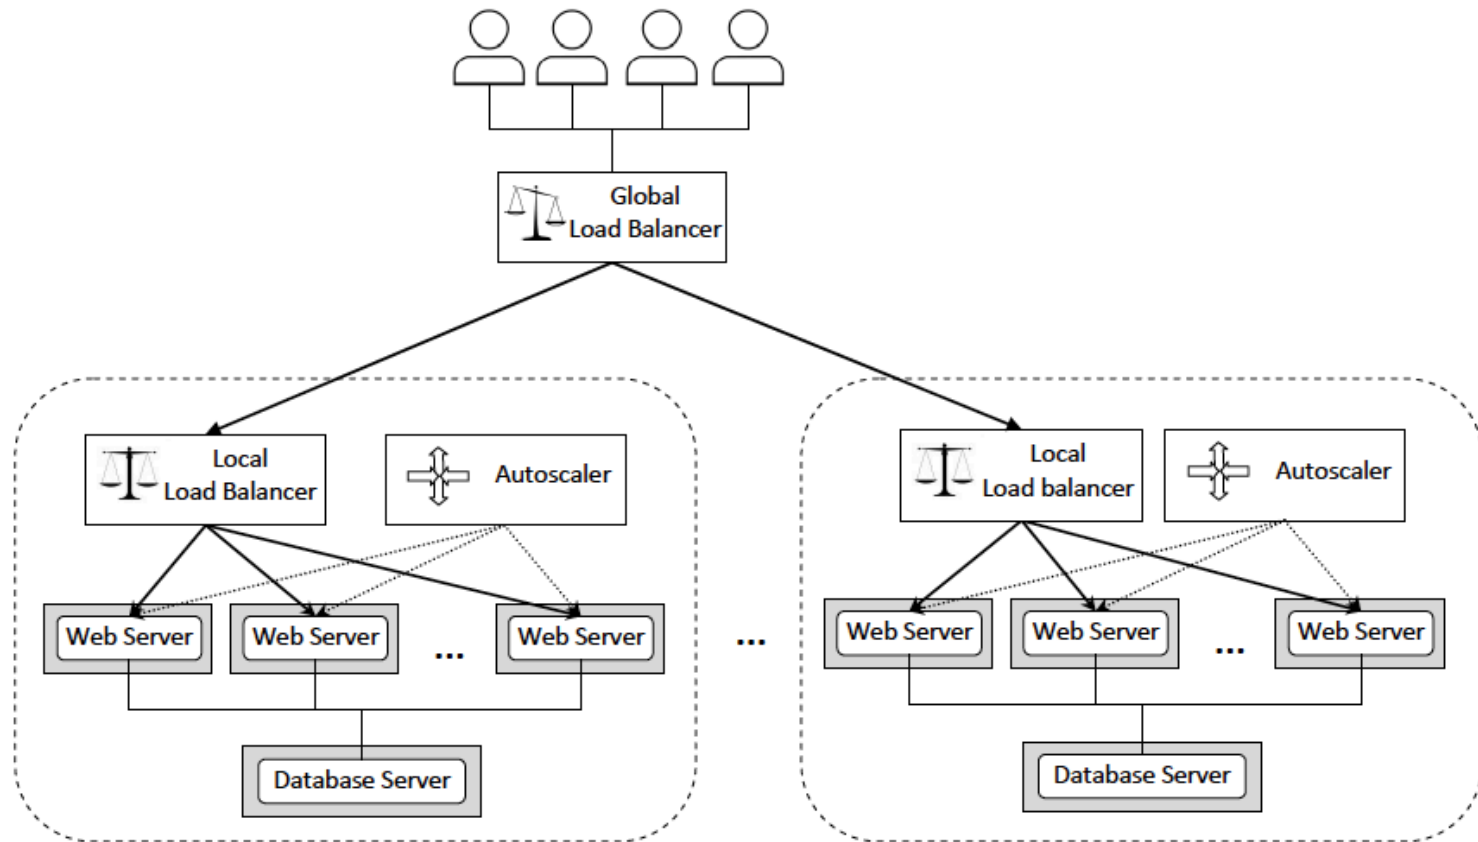 Global
Load Balancer
Local
Load Balancer
Autoscaler
Web Server
Web Server
...
Web Server
Database Server
...
Local
Load balancer
Autoscaler
Web Server
Web Server
...
Web Server
Database Server